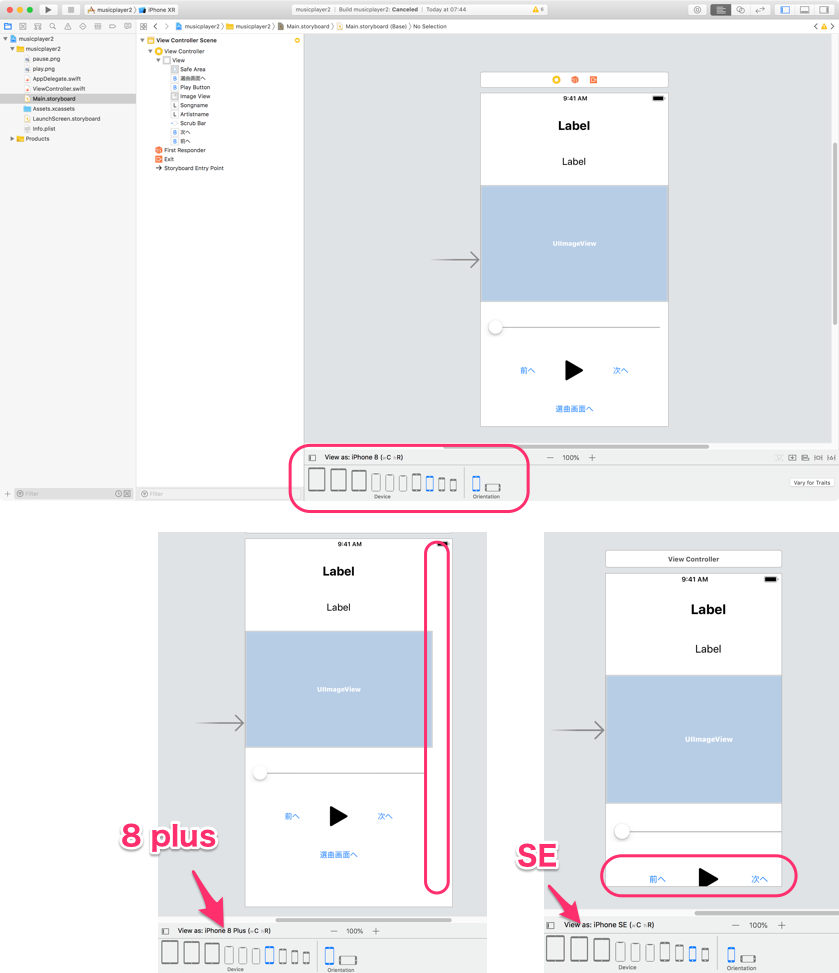 musicplayer2 〉 iPhone XR
musicplayer2 | Build musicplayer2: Canceled | Today at 07:44
6
musicplayer2 〉 musicplayer2 〉 Main.storyboard 〉 Main.storyboard (Base) 〉 No Selection
musicplayer2
musicplayer2
pause.png
play.png
AppDelegate.swift
ViewController.swift
Main.storyboard
Assets.xcassets
LaunchScreen.storyboard
Info.plist
Products
Filter
View Controller Scene
View Controller
View
Safe Area
選曲画面へ
Play Button
Image View
Songname
Artistname
Scrub Bar
次へ
前へ
First Responder
Exit
Storyboard Entry Point
Filter
9:41 AM
Label
Label
UIImageView
前へ
次へ
選曲画面へ
View as: iPhone 8 (wC hR)
100%
Device
Orientation
Vary for Traits
9:41 AM
Label
Label
UIImageView
前へ
次へ
選曲画面へ
8 plus
View as: iPhone 8 Plus (wC hR)
100%
Device
Orientation
View Controller
9:41 AM
Label
Label
UIImageView
前へ
次へ
SE
View as: iPhone SE (wC hR)
100%
Device
Orientation